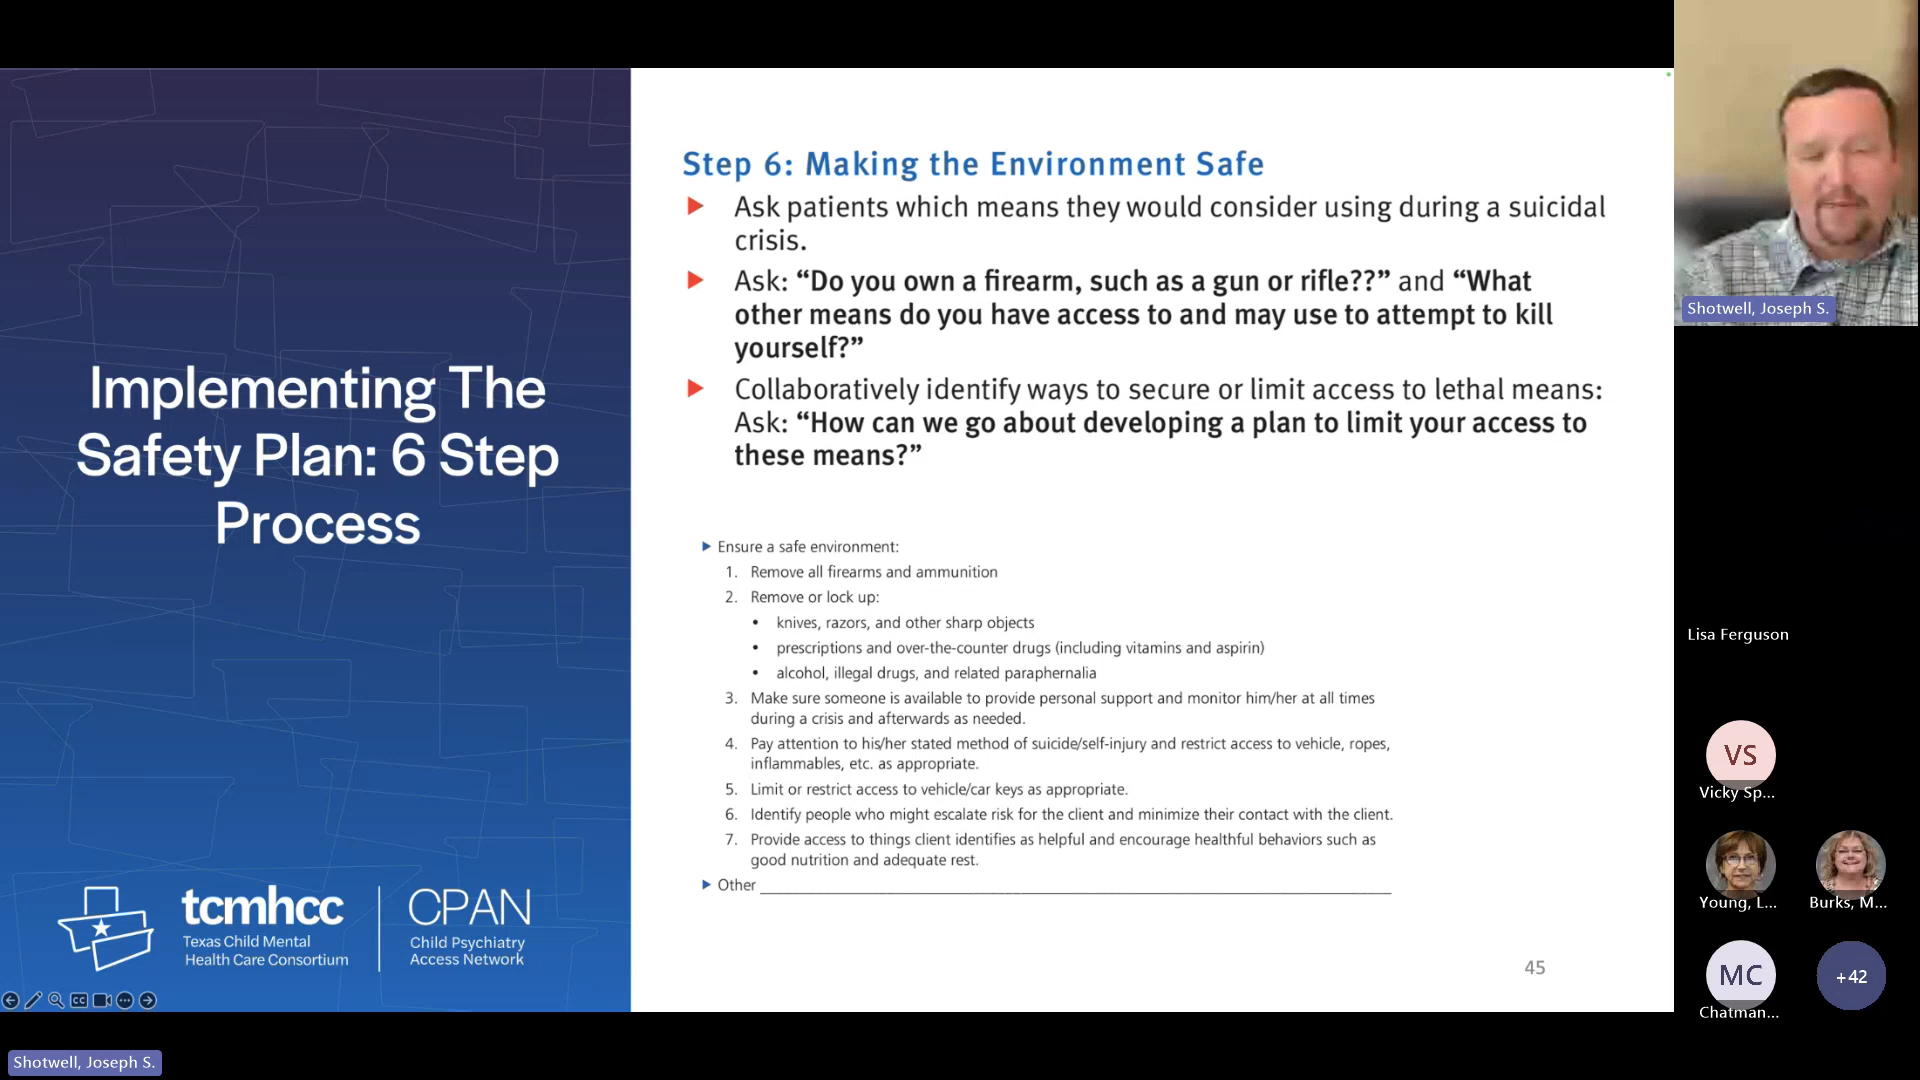 Implementing The
Safety Plan: 6 Step
Process
tcmhcc
Texas Child Mental
Health Care Consortium
CPAN
Child Psychiatry
Access Network
Step 6: Making the Environment Safe
Ask patients which means they would consider using during a suicidal
crisis.
Ask: “Do you own a firearm, such as a gun or rifle??” and “What
other means do you have access to and may use to attempt to kill
yourself?”
Collaboratively identify ways to secure or limit access to lethal means:
Ask: “How can we go about developing a plan to limit your access to
these means?”
Ensure a safe environment:
1. Remove all firearms and ammunition
2. Remove or lock up:
• knives, razors, and other sharp objects
• prescriptions and over-the-counter drugs (including vitamins and aspirin)
• alcohol, illegal drugs, and related paraphernalia
3. Make sure someone is available to provide personal support and monitor him/her at all times
during a crisis and afterwards as needed.
4. Pay attention to his/her stated method of suicide/self-injury and restrict access to vehicle, ropes,
inflammables, etc. as appropriate.
5. Limit or restrict access to vehicle/car keys as appropriate.
6. Identify people who might escalate risk for the client and minimize their contact with the client.
7. Provide access to things client identifies as helpful and encourage healthful behaviors such as
good nutrition and adequate rest.
Other
45
Shotwell, Joseph S.
Lisa Ferguson
VS
Vicky Sp...
Young, L...
Burks, M...
MC
Chatman...
+42
CC
Shotwell, Joseph S.